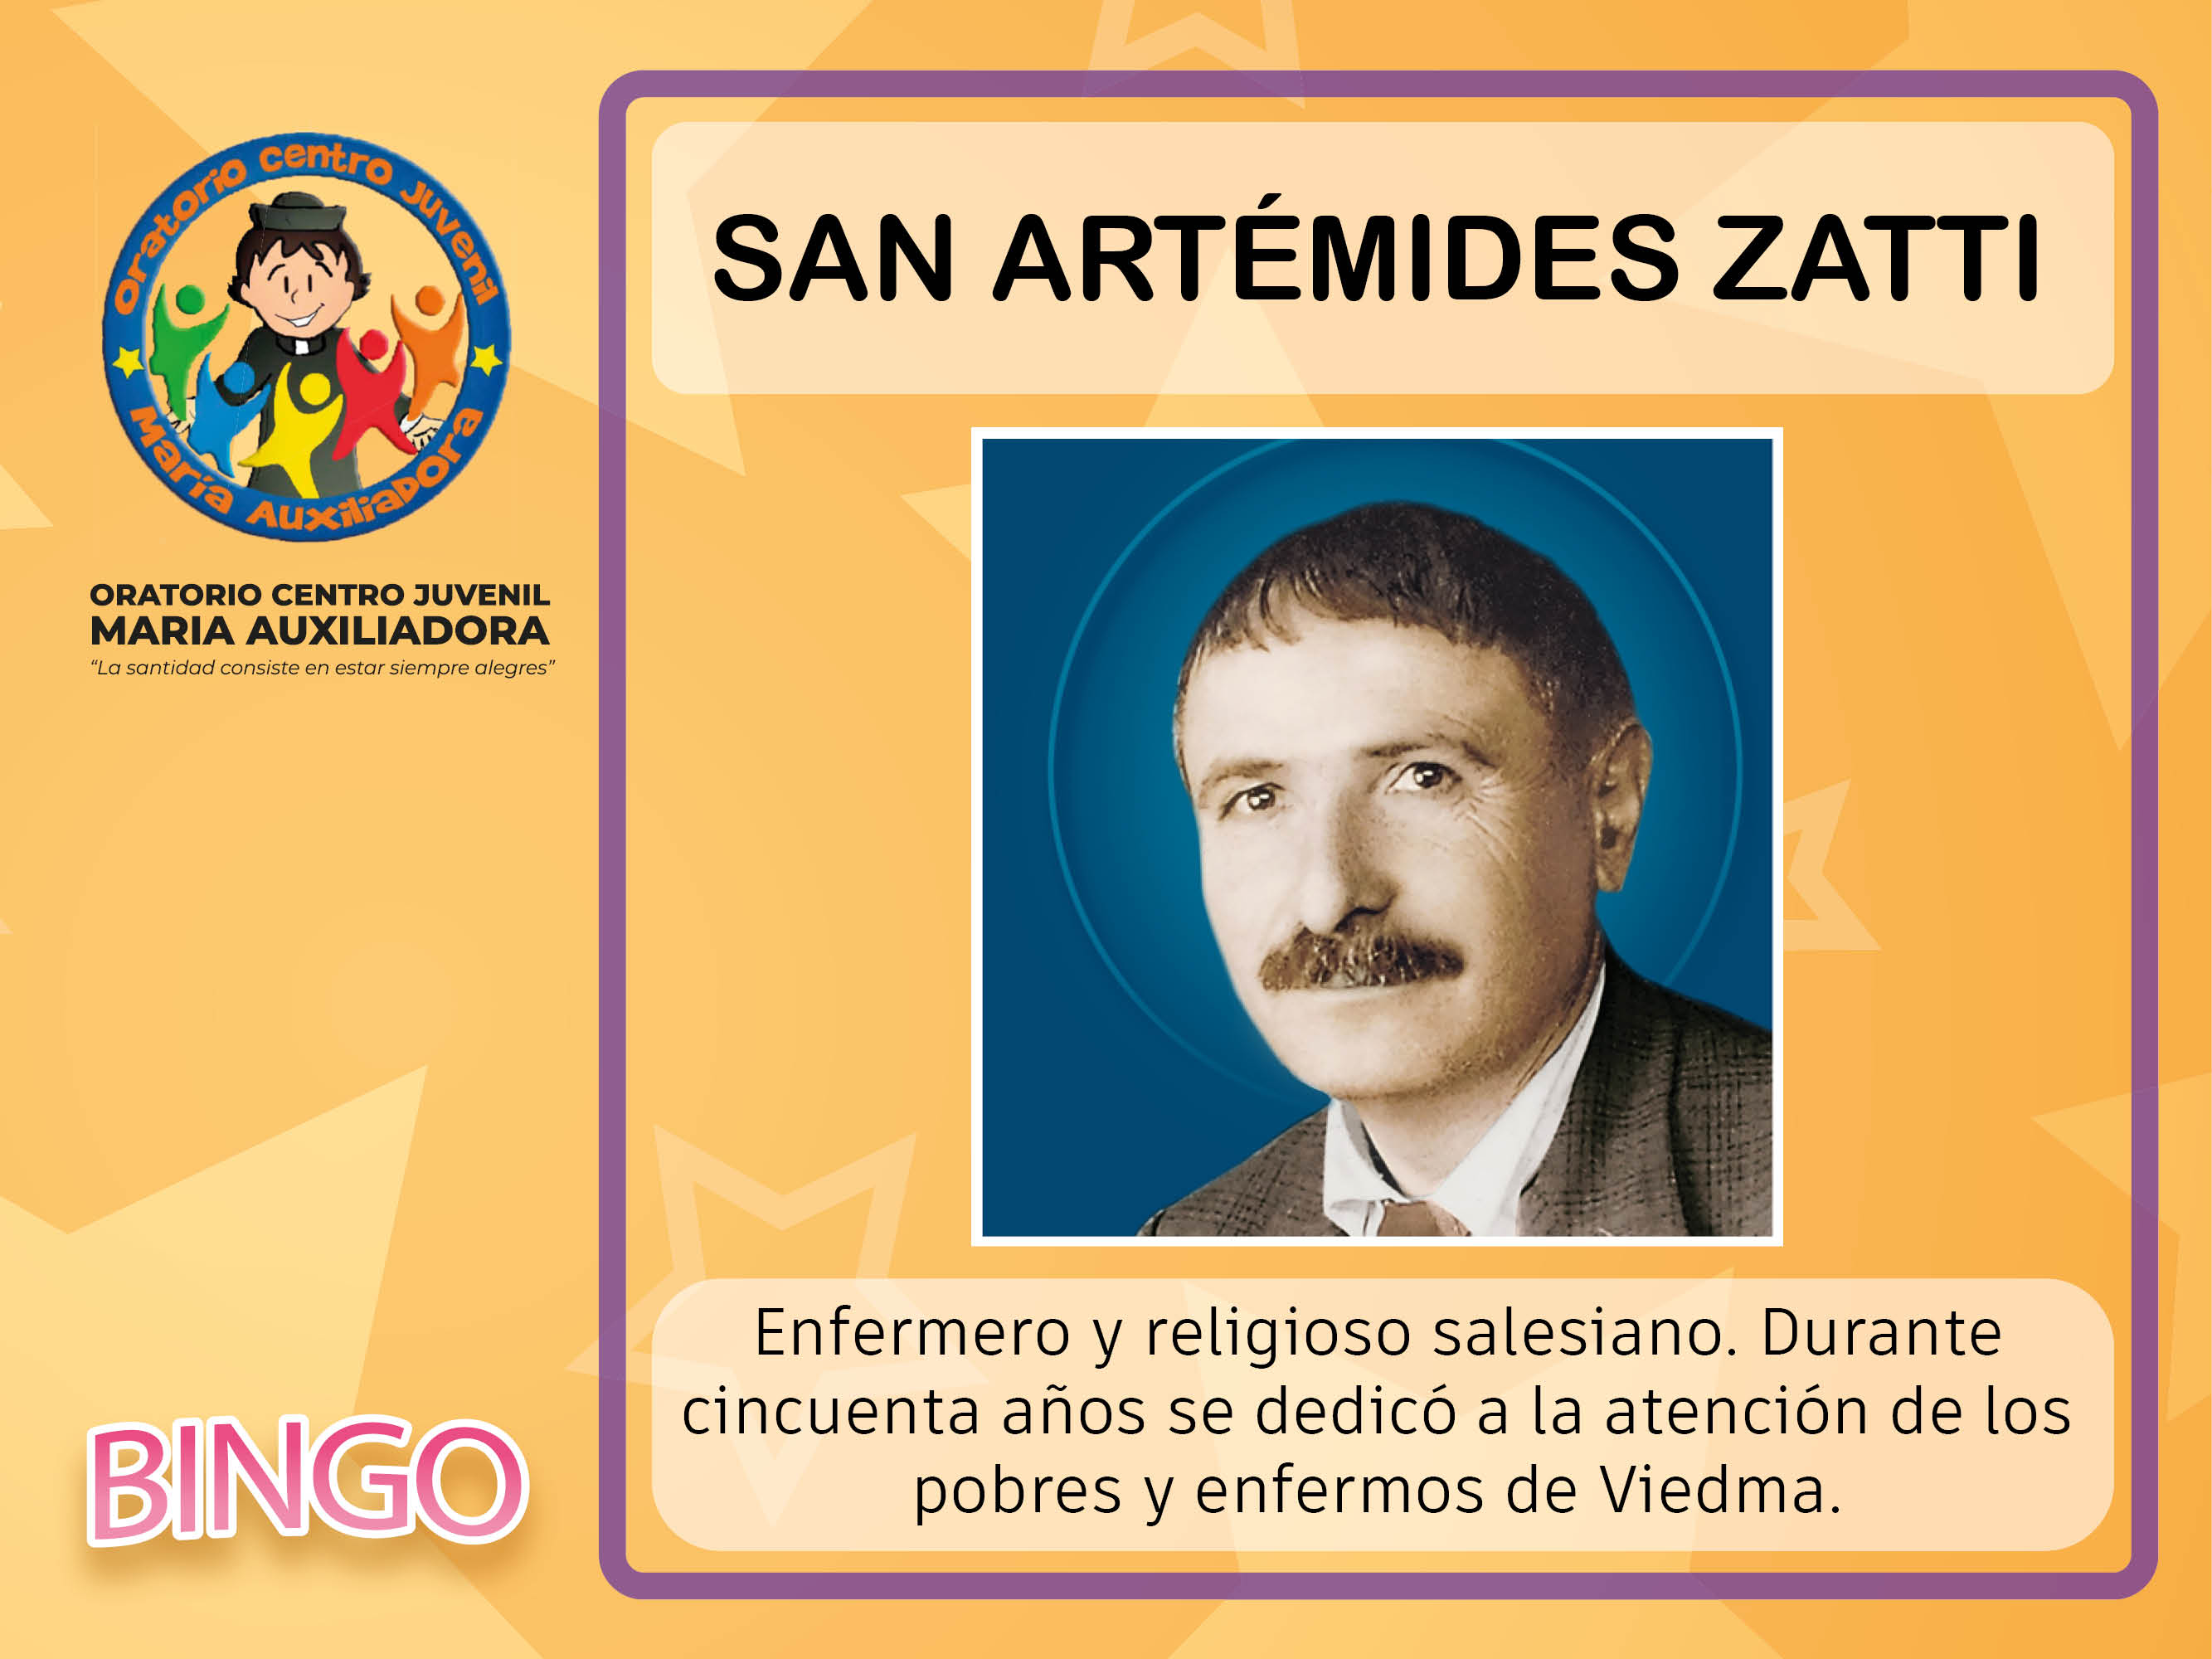 Oratorio Centro Juvenil
María Auxiliadora
ORATORIO CENTRO JUVENIL
MARIA AUXILIADORA
“La santidad consiste en estar siempre alegres”
SAN ARTÉMIDES ZATTI
Enfermero y religioso salesiano. Durante
cincuenta años se dedicó a la atención de los
pobres y enfermos de Viedma.
BINGO